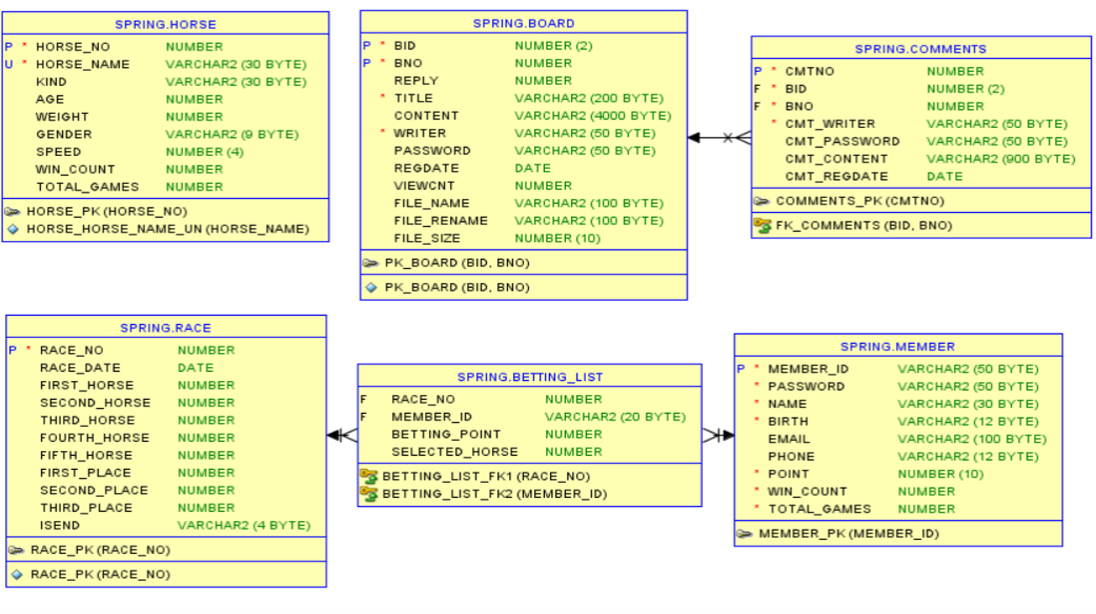 SPRING.HORSE
P * HORSE_NO NUMBER
U * HORSE_NAME VARCHAR2 (30 BYTE)
KIND VARCHAR2 (30 BYTE)
AGE NUMBER
WEIGHT NUMBER
GENDER VARCHAR2 (9 BYTE)
SPEED NUMBER (4)
WIN_COUNT NUMBER
TOTAL_GAMES NUMBER
HORSE_PK (HORSE_NO)
HORSE_HORSE_NAME_UN (HORSE_NAME)
SPRING.BOARD
P * BID NUMBER (2)
P * BNO NUMBER
REPLY NUMBER
* TITLE VARCHAR2 (200 BYTE)
CONTENT VARCHAR2 (4000 BYTE)
* WRITER VARCHAR2 (50 BYTE)
PASSWORD VARCHAR2 (50 BYTE)
REGDATE DATE
VIEWCNT NUMBER
FILE_NAME VARCHAR2 (100 BYTE)
FILE_RENAME VARCHAR2 (100 BYTE)
FILE_SIZE NUMBER (10)
PK_BOARD (BID, BNO)
PK_BOARD (BID, BNO)
SPRING.COMMENTS
P * CMTNO NUMBER
F * BID NUMBER (2)
F * BNO NUMBER
* CMT_WRITER VARCHAR2 (50 BYTE)
CMT_PASSWORD VARCHAR2 (50 BYTE)
CMT_CONTENT VARCHAR2 (900 BYTE)
CMT_REGDATE DATE
COMMENTS_PK (CMTNO)
FK_COMMENTS (BID, BNO)
SPRING.RACE
P * RACE_NO NUMBER
RACE_DATE DATE
FIRST_HORSE NUMBER
SECOND_HORSE NUMBER
THIRD_HORSE NUMBER
FOURTH_HORSE NUMBER
FIFTH_HORSE NUMBER
FIRST_PLACE NUMBER
SECOND_PLACE NUMBER
THIRD_PLACE NUMBER
ISEND VARCHAR2 (4 BYTE)
RACE_PK (RACE_NO)
RACE_PK (RACE_NO)
SPRING.BETTING_LIST
F RACE_NO NUMBER
F MEMBER_ID VARCHAR2 (20 BYTE)
BETTING_POINT NUMBER
SELECTED_HORSE NUMBER
BETTING_LIST_FK1 (RACE_NO)
BETTING_LIST_FK2 (MEMBER_ID)
SPRING.MEMBER
P * MEMBER_ID VARCHAR2 (50 BYTE)
* PASSWORD VARCHAR2 (50 BYTE)
* NAME VARCHAR2 (30 BYTE)
* BIRTH VARCHAR2 (12 BYTE)
EMAIL VARCHAR2 (100 BYTE)
PHONE VARCHAR2 (12 BYTE)
* POINT NUMBER (10)
* WIN_COUNT NUMBER
* TOTAL_GAMES NUMBER
MEMBER_PK (MEMBER_ID)